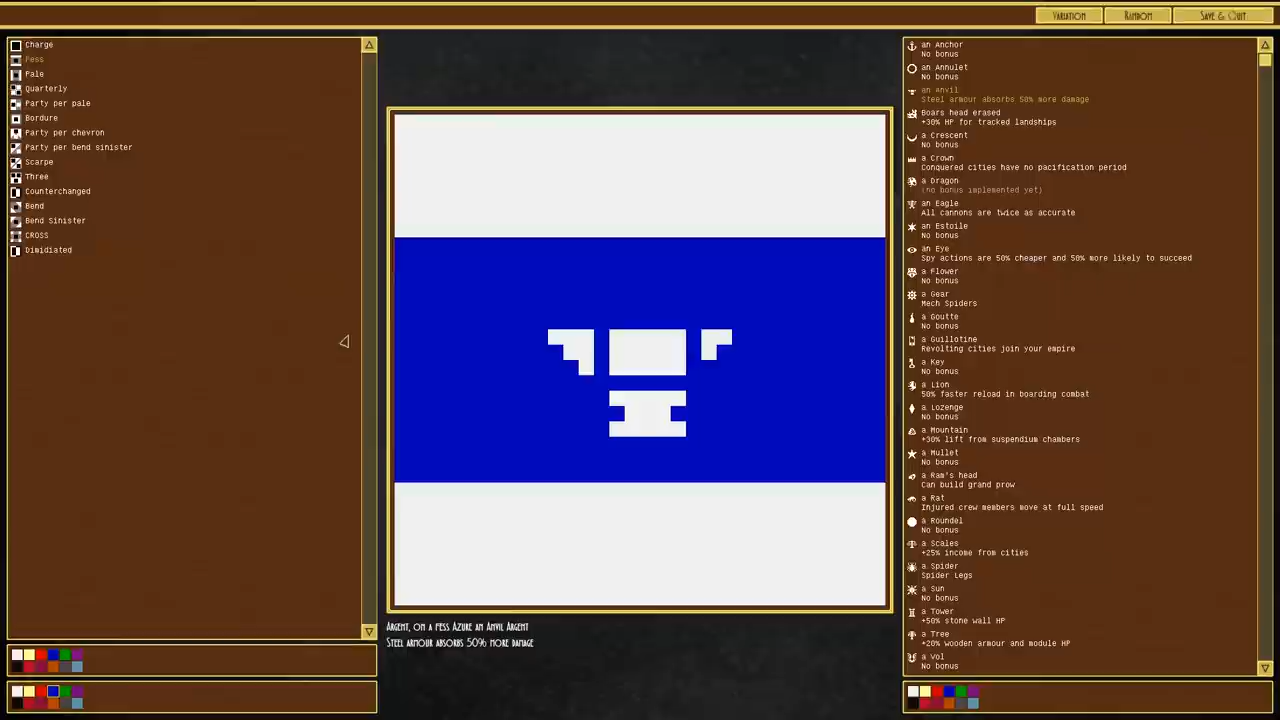 Variation
Random
Save & Quit
Charge
Fess
Pale
Quarterly
Party per pale
Bordure
Party per chevron
Party per bend sinister
Scarpe
Three
Counterchanged
Bend
Bend Sinister
CROSS
Dimidiated
Argent, on a fess Azure an Anvil Argent
Steel armour absorbs 50% more damage
an Anchor
No bonus
an Annulet
No bonus
an Anvil
Steel armour absorbs 50% more damage
Boars head erased
+30% HP for tracked landships
a Crescent
No bonus
a Crown
Conquered cities have no pacification period
a Dragon
(no bonus implemented yet)
an Eagle
All cannons are twice as accurate
an Estoile
No bonus
an Eye
Spy actions are 50% cheaper and 50% more likely to succeed
a Flower
No bonus
a Gear
Mech Spiders
a Goutte
No bonus
a Guillotine
Revolting cities join your empire
a Key
No bonus
a Lion
50% faster reload in boarding combat
a Lozenge
No bonus
a Mountain
+30% lift from suspendium chambers
a Mullet
No bonus
a Ram's head
Can build grand prow
a Rat
Injured crew members move at full speed
a Roundel
No bonus
a Scales
+25% income from cities
a Spider
Spider Legs
a Sun
No bonus
a Tower
+50% stone wall HP
a Tree
+20% wooden armour and module HP
a Vol
No bonus